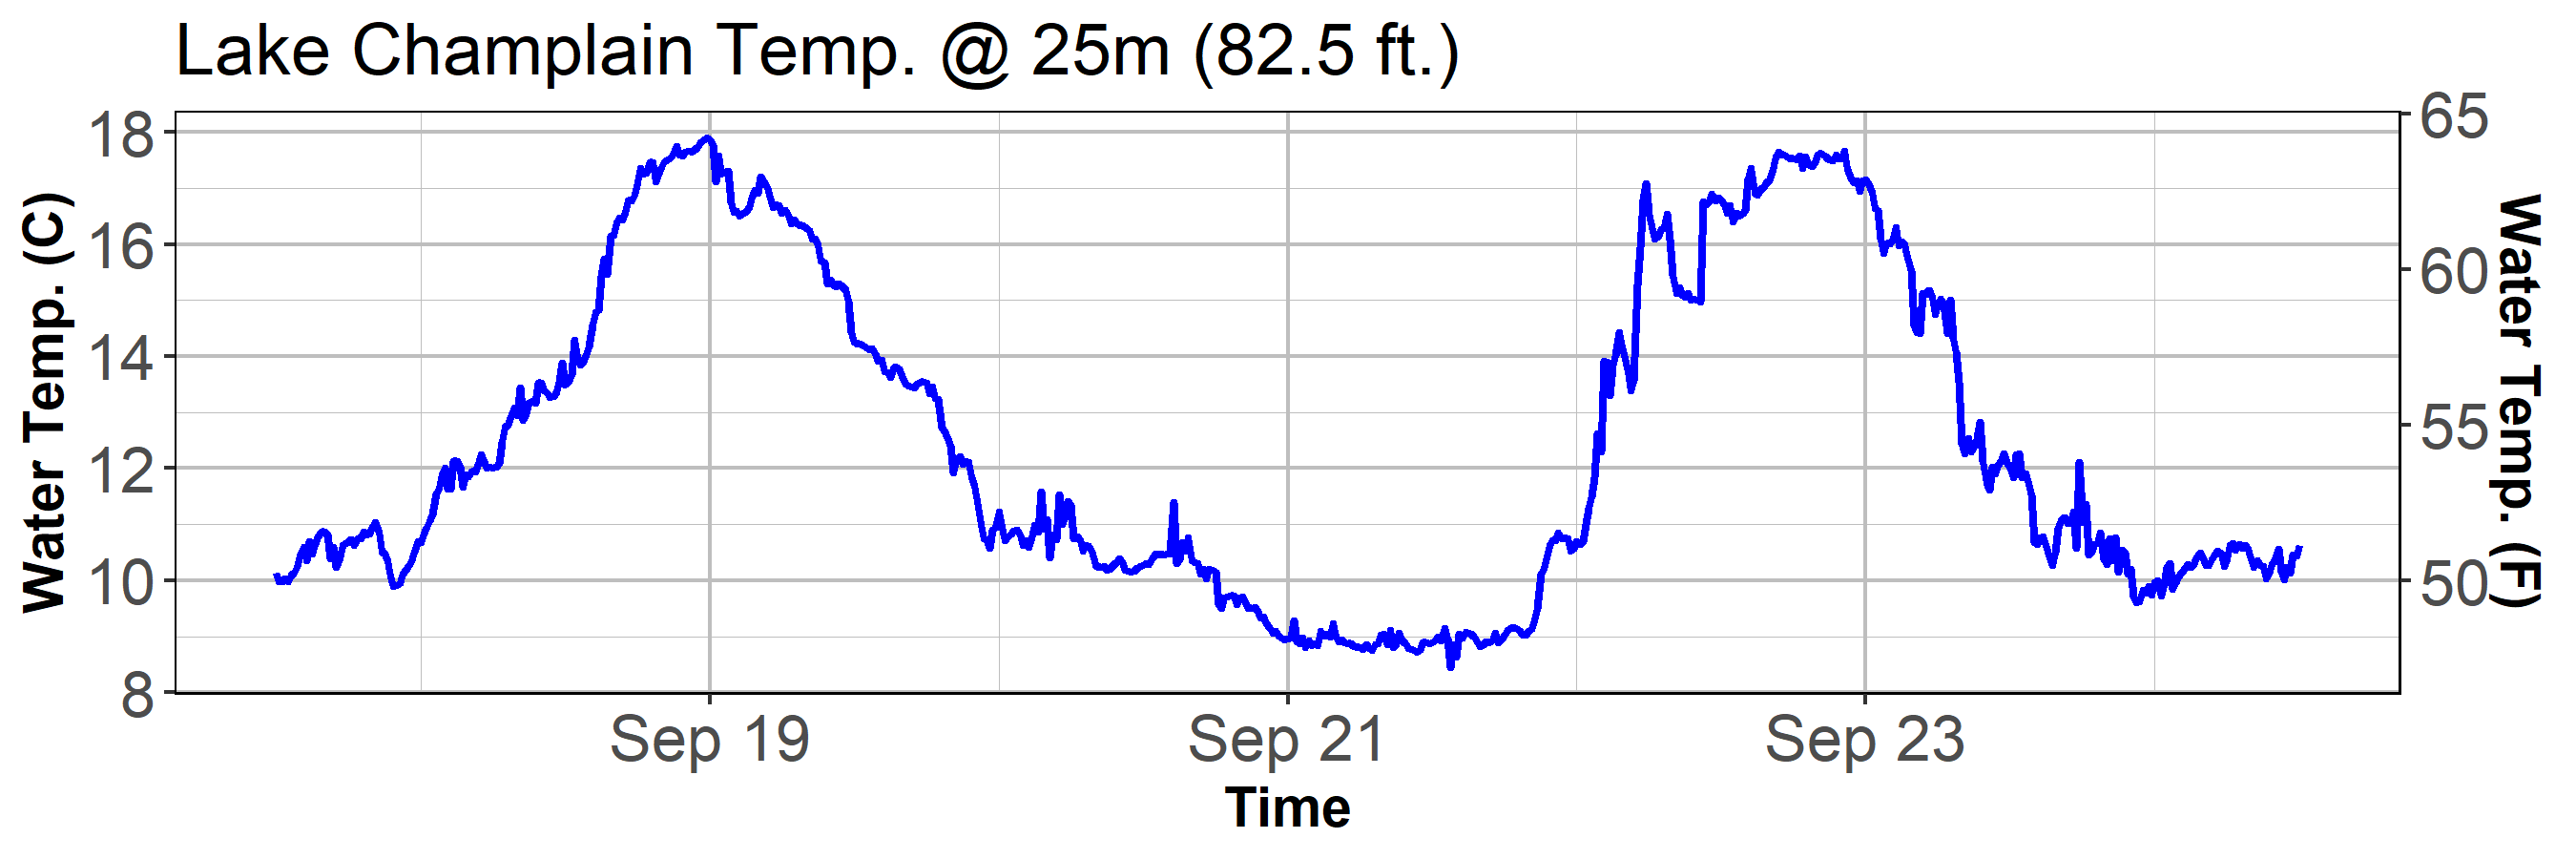 Lake Champlain Temp. @ 25m (82.5 ft.)
18
16
14
12
10
8
Water Temp. (C)
65
60
55
50
Water Temp. (F)
Sep 19
Sep 21
Sep 23
Time